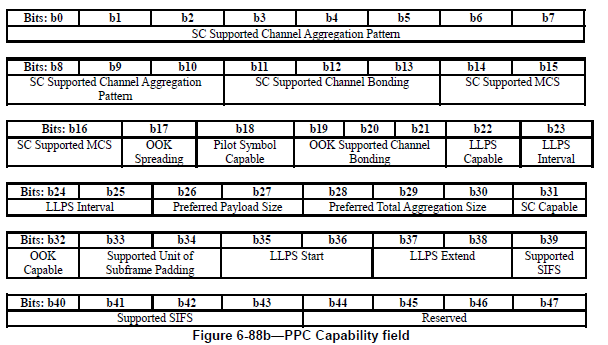 Bits: b0 b1 b2 b3 b4 b5 b6 b7
SC Supported Channel Aggregation Pattern
Bits: b8 b9 b10 b11 b12 b13 b14 b15
SC Supported Channel Aggregation SC Supported Channel Bonding SC Supported MCS
Pattern
Bits: b16 b17 b18 b19 b20 b21 b22 b23
SC Supported MCS OOK Pilot Symbol OOK Supported Channel LLPS LLPS
Spreading Capable Bonding Capable Interval
Bits: b24 b25 b26 b27 b28 b29 b30 b31
LLPS Interval Preferred Payload Size Preferred Total Aggregation Size SC Capable
Bits: b32 b33 b34 b35 b36 b37 b38 b39
OOK Supported Unit of LLPS Start LLPS Extend Supported
Capable Subframe Padding SIFS
Bits: b40 b41 b42 b43 b44 b45 b46 b47
Supported SIFS Reserved
Figure 6-88b—PPC Capability field